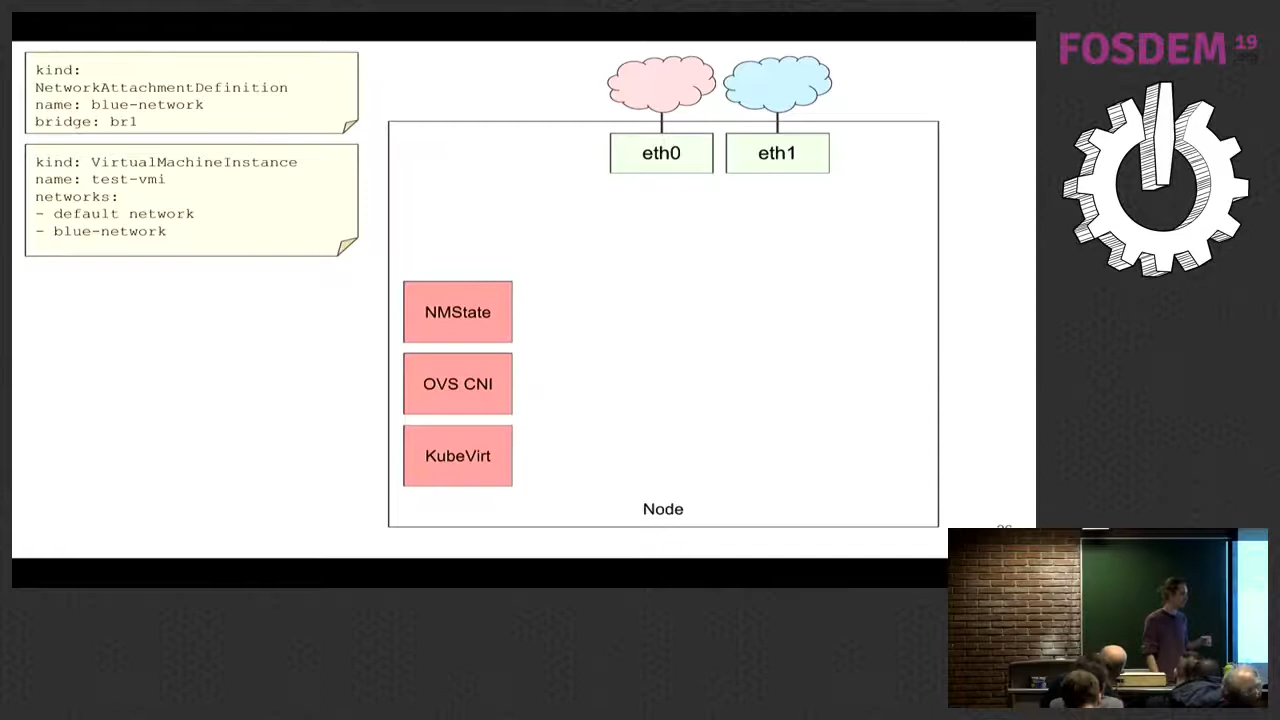 kind:
NetworkAttachmentDefinition
name: blue-network
bridge: br1
kind: VirtualMachineInstance
name: test-vmi
networks:
- default network
- blue-network
eth0
eth1
NMState
OVS CNI
KubeVirt
Node
FOSDEM 19